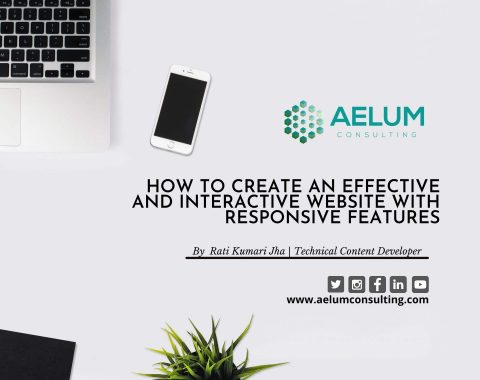 AELUM
CONSULTING
HOW TO CREATE AN EFFECTIVE
AND INTERACTIVE WEBSITE WITH
RESPONSIVE FEATURES
By Rati Kumari Jha | Technical Content Developer
www.aelumconsulting.com